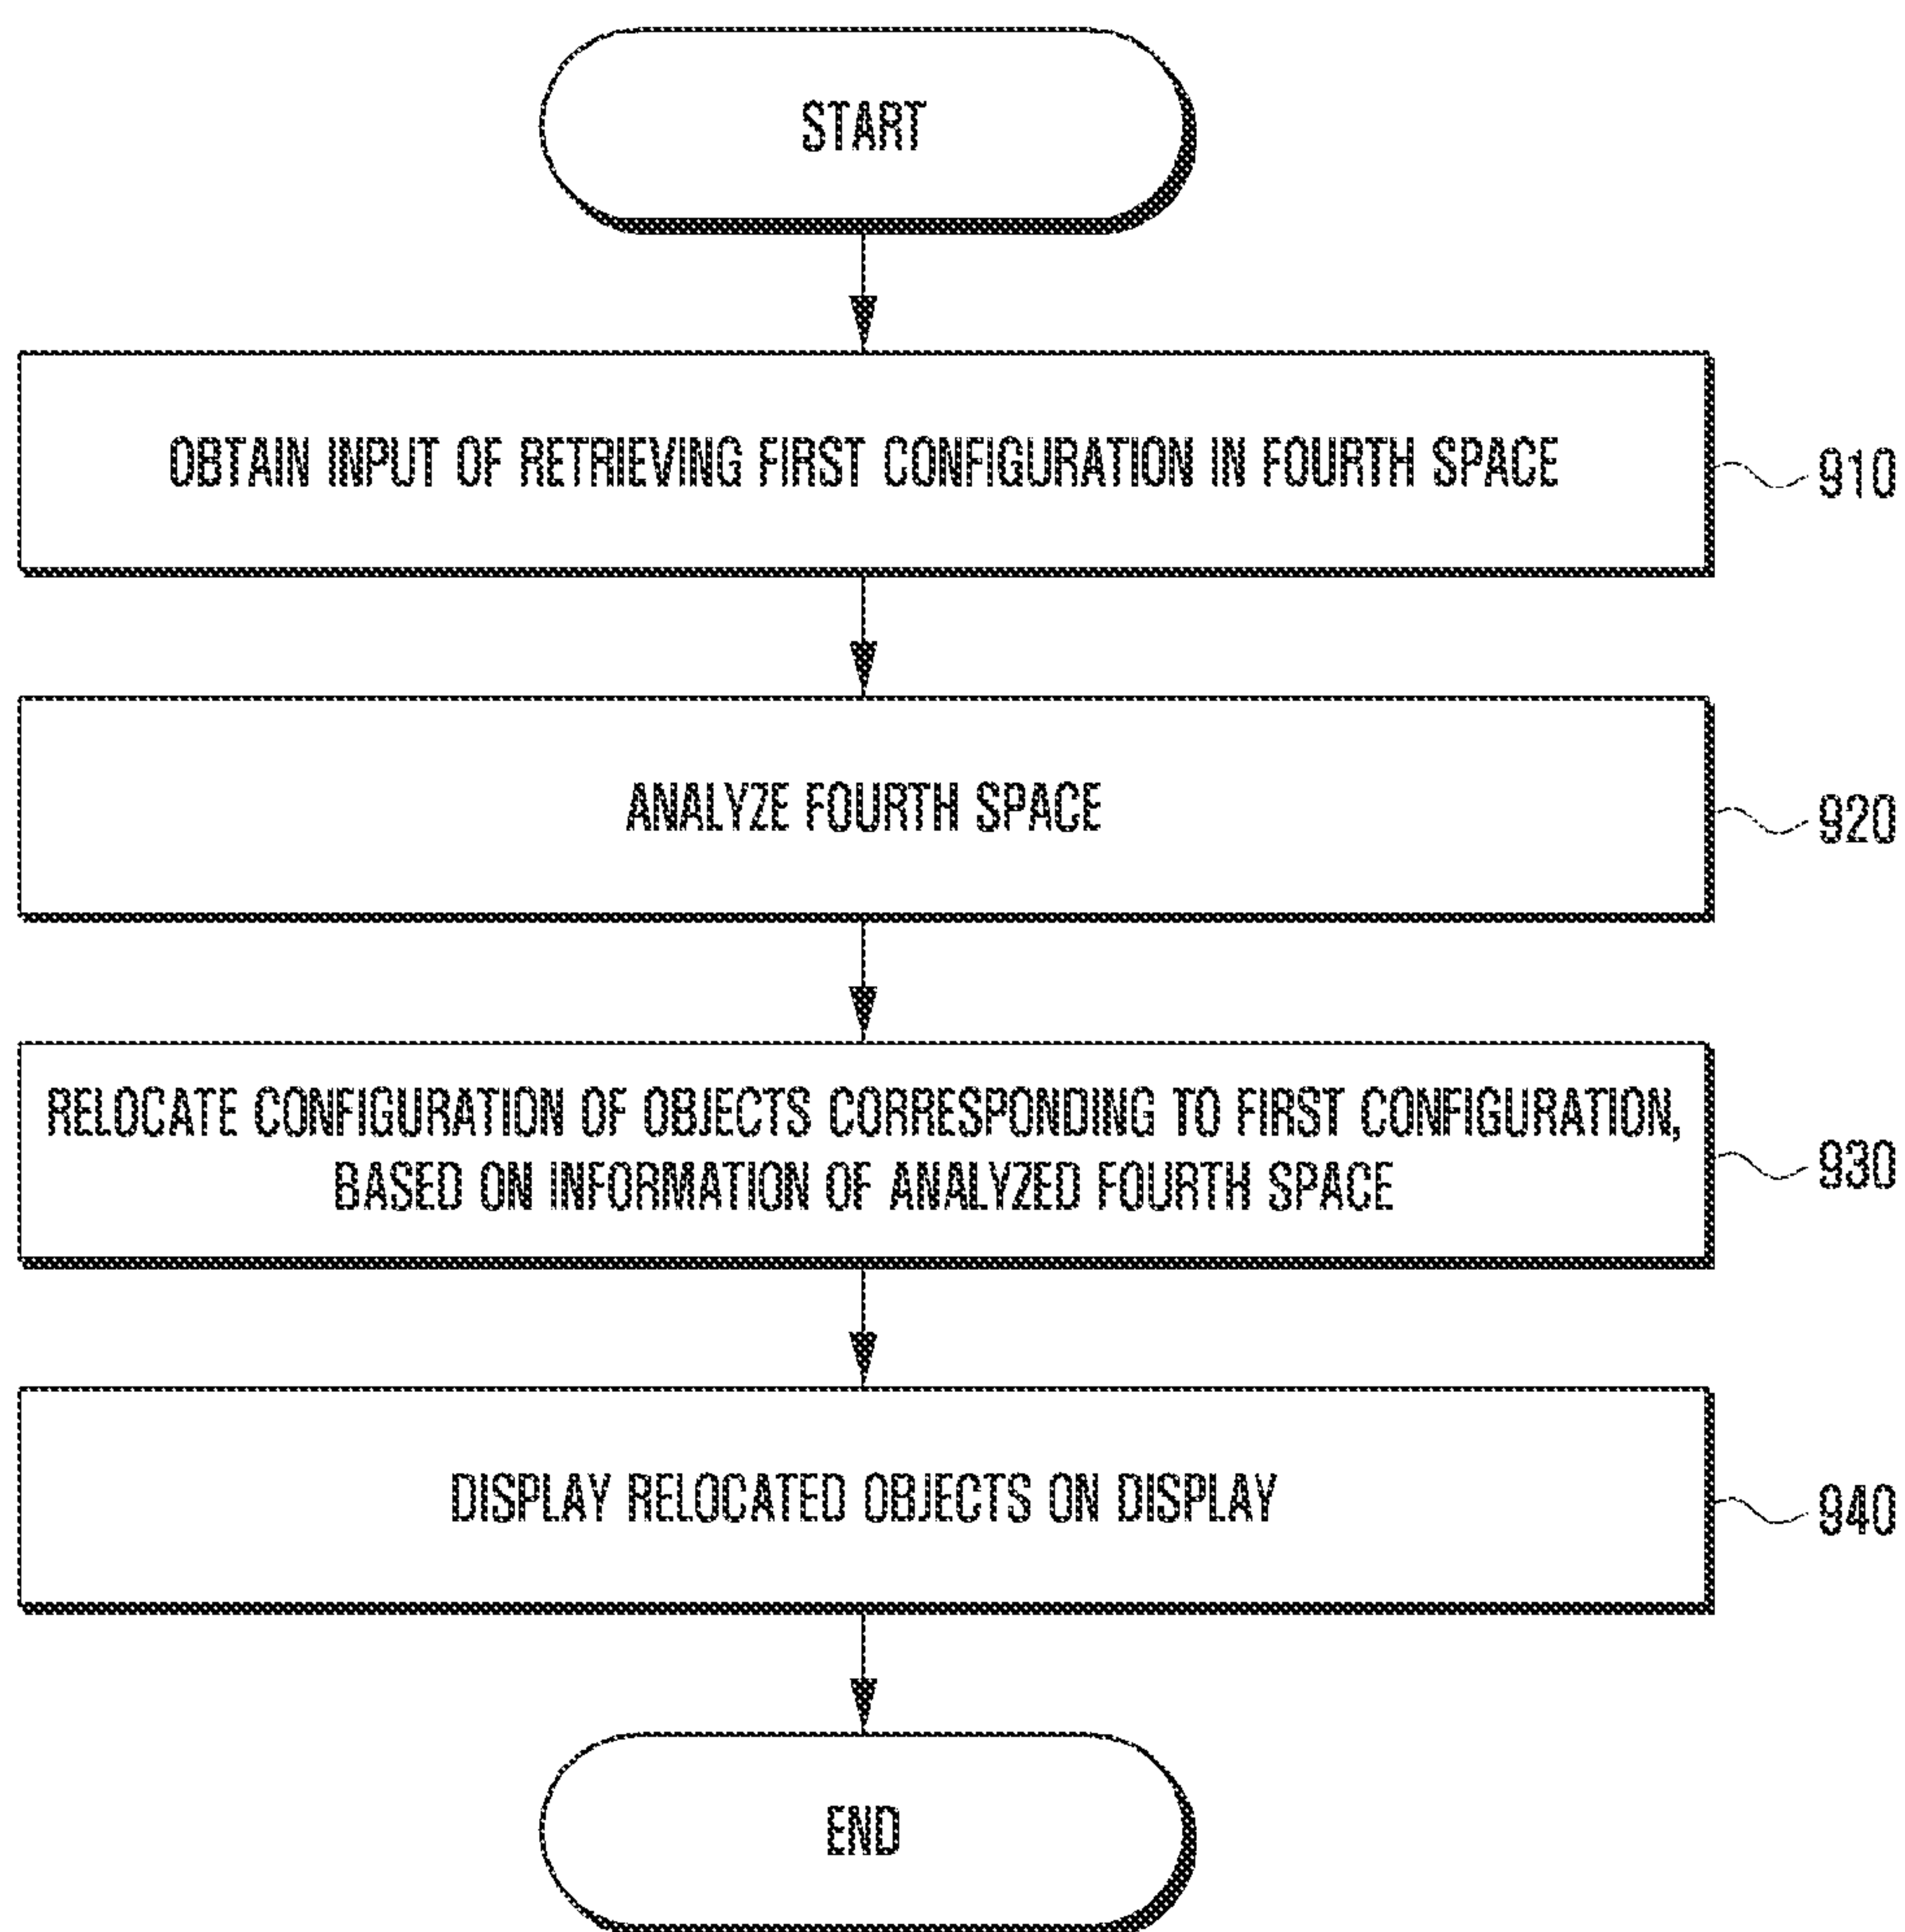 START
OBTAIN INPUT OF RETRIEVING FIRST CONFIGURATION IN FOURTH SPACE
910
ANALYZE FOURTH SPACE
920
RELOCATE CONFIGURATION OF OBJECTS CORRESPONDING TO FIRST CONFIGURATION,
BASED ON INFORMATION OF ANALYZED FOURTH SPACE
930
DISPLAY RELOCATED OBJECTS ON DISPLAY
940
END